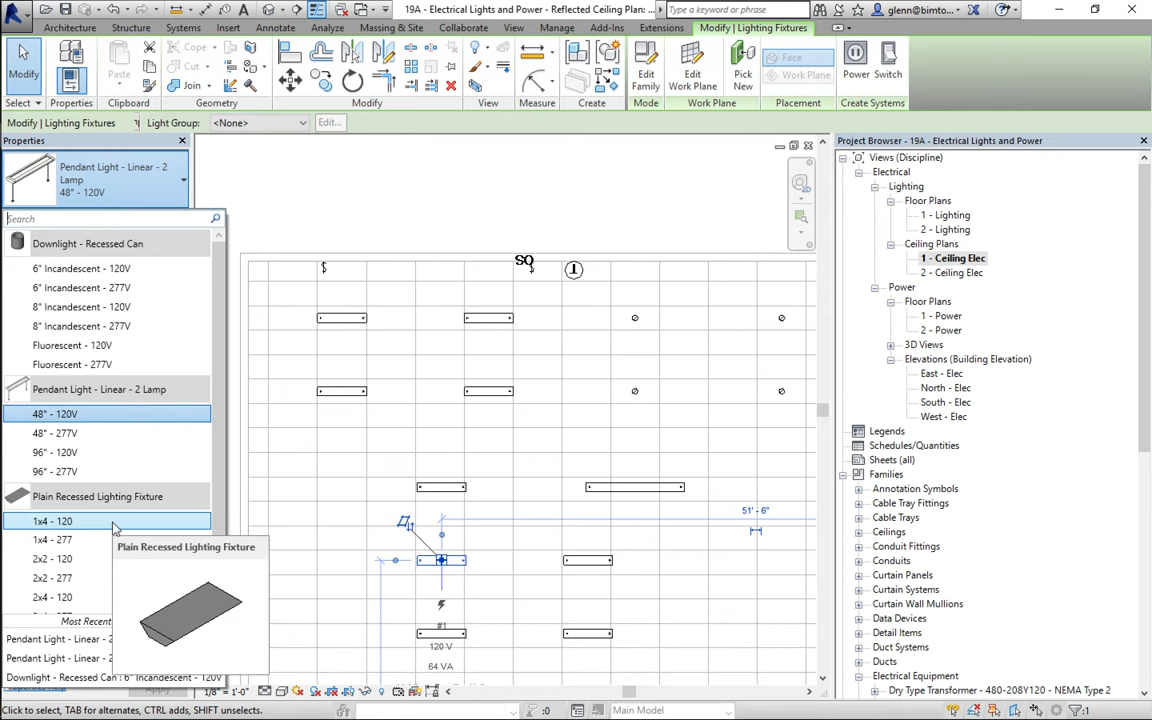 19A - Electrical Lights and Power - Reflected Ceiling Plan: ...
Type a keyword or phrase
glenn@bimto...
Architecture
Structure
Systems
Insert
Annotate
Analyze
Massing & Site
Collaborate
View
Manage
Add-Ins
Extensions
Modify | Lighting Fixtures
Modify
Properties
Paste
Cope
Cut
Join
Edit
Family
Edit
Work Plane
Pick
New
Face
Work Plane
Power
Switch
Select
Properties
Clipboard
Geometry
Modify
View
Measure
Create
Mode
Work Plane
Placement
Create Systems
Modify | Lighting Fixtures
Light Group:
<None>
Edit...
Properties
Pendant Light - Linear - 2
Lamp
48" - 120V
Search
Downlight - Recessed Can
6" Incandescent - 120V
6" Incandescent - 277V
8" Incandescent - 120V
8" Incandescent - 277V
Fluorescent - 120V
Fluorescent - 277V
Pendant Light - Linear - 2 Lamp
48" - 120V
48" - 277V
96" - 120V
96" - 277V
Plain Recessed Lighting Fixture
1x4 - 120
1x4 - 277
2x2 - 120
2x2 - 277
2x4 - 120
Most Recent
Pendant Light - Linear - 2
Pendant Light - Linear - 2
Downlight - Recessed Can : 6" Incandescent - 120V
Plain Recessed Lighting Fixture
OS
T
51' - 6"
#1
120 V
64 VA
Project Browser - 19A - Electrical Lights and Power
Views (Discipline)
Electrical
Lighting
Floor Plans
1 - Lighting
2 - Lighting
Ceiling Plans
1 - Ceiling Elec
2 - Ceiling Elec
Power
Floor Plans
1 - Power
2 - Power
3D Views
Elevations (Building Elevation)
East - Elec
North - Elec
South - Elec
West - Elec
Legends
Schedules/Quantities
Sheets (all)
Families
Annotation Symbols
Cable Tray Fittings
Cable Trays
Ceilings
Conduit Fittings
Conduits
Curtain Panels
Curtain Systems
Curtain Wall Mullions
Data Devices
Detail Items
Duct Systems
Ducts
Electrical Equipment
Dry Type Transformer - 480-208Y120 - NEMA Type 2
Apply
1/8" = 1'-0"
Click to select, TAB for alternates, CTRL adds, SHIFT unselects.
:0
Main Model
:1